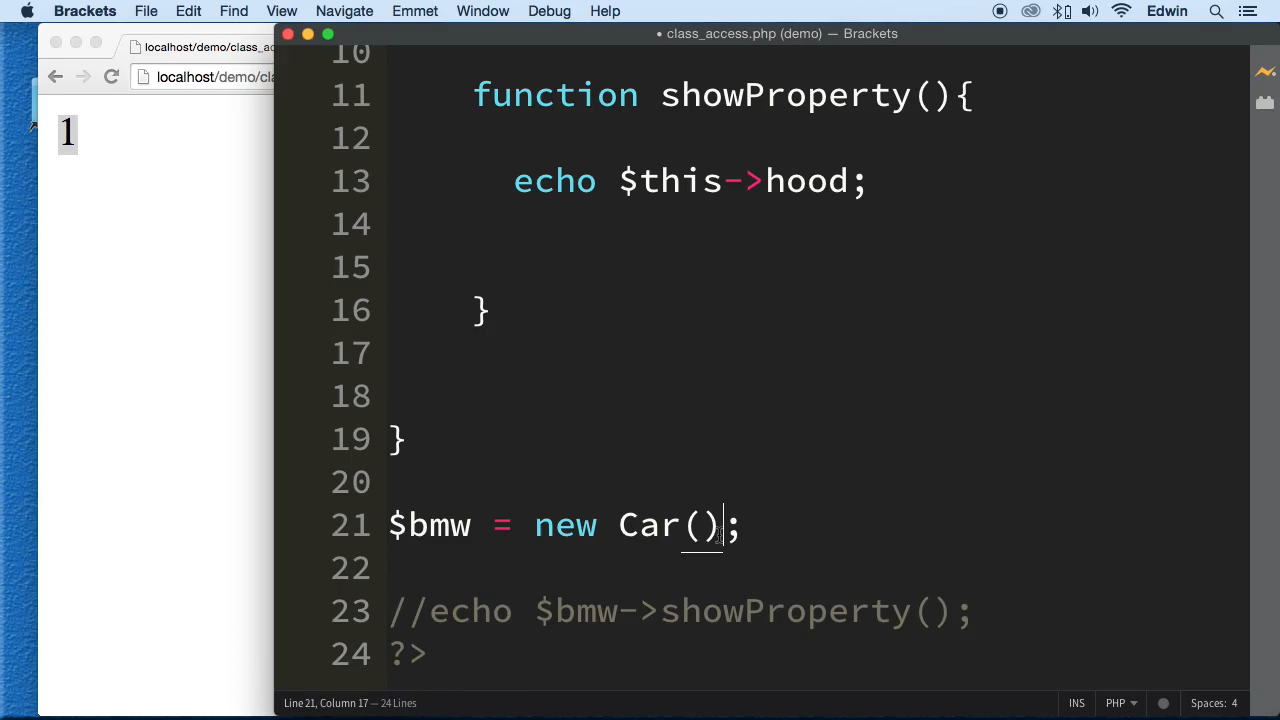 Brackets File Edit Find View Navigate Emmet Window Debug Help Edwin
localhost/demo/class_ac
class_access.php (demo) — Brackets
localhost/demo/cla
1
10
11 function showProperty(){
12
13 echo $this->hood;
14
15
16 }
17
18
19 }
20
21 $bmw = new Car();
22
23 //echo $bmw->showProperty();
24 ?>
Line 21, Column 17 — 24 Lines INS PHP Spaces: 4